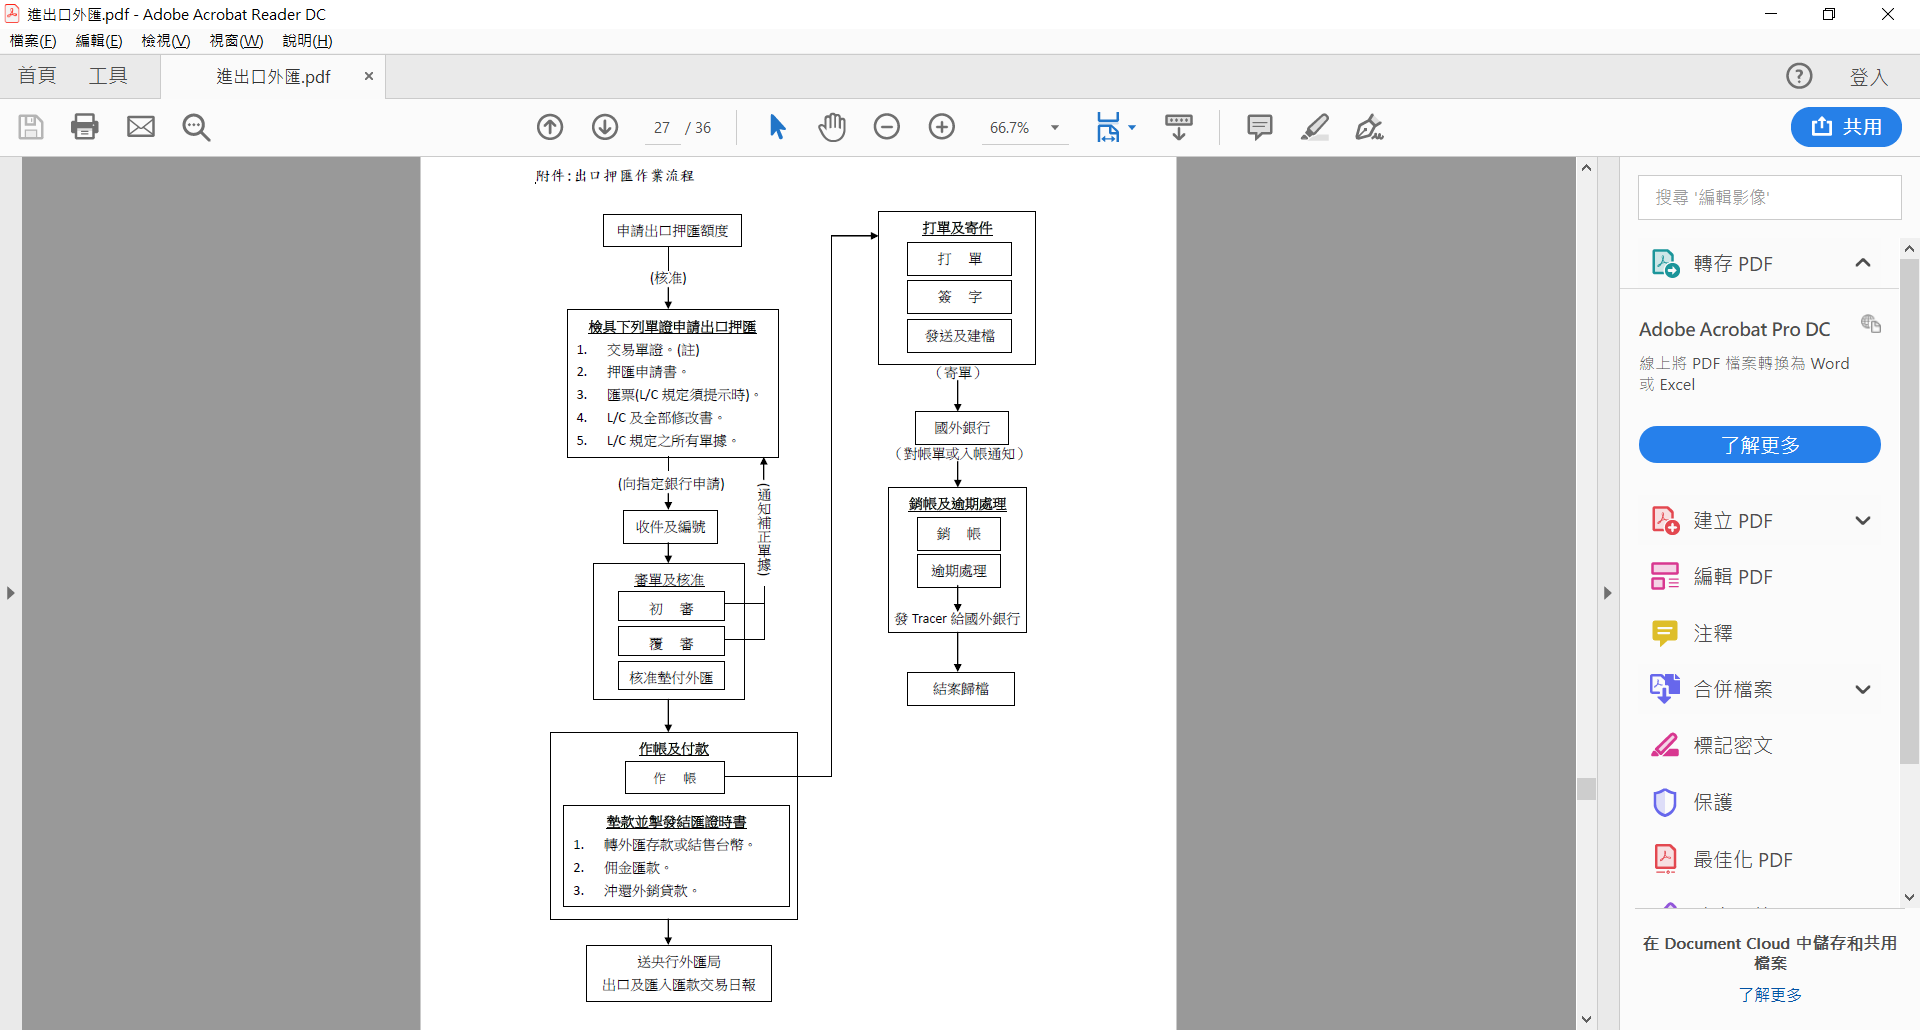 進出口外匯.pdf - Adobe Acrobat Reader DC
檔案(F) 編輯(E) 檢視(V) 視窗(W) 說明(H)
首頁 工具 進出口外匯.pdf × ? 登入
27 / 36 66.7% 共用
附件:出口押匯作業流程
申請出口押匯額度
(核准)
檢具下列單證申請出口押匯
1. 交易單證。(註)
2. 押匯申請書。
3. 匯票(L/C 規定須提示時)。
4. L/C 及全部修改書。
5. L/C 規定之所有單據。
(向指定銀行申請)
(通知補正單據)
收件及編號
審單及核准
初 審
覆 審
核准墊付外匯
作帳及付款
作 帳
墊款並掣發結匯證時書
1. 轉外匯存款或結售台幣。
2. 佣金匯款。
3. 沖還外銷貸款。
送央行外匯局
出口及匯入匯款交易日報
打單及寄件
打 單
簽 字
發送及建檔
(寄單)
國外銀行
(對帳單或入帳通知)
銷帳及逾期處理
銷 帳
逾期處理
發 Tracer 給國外銀行
結案歸檔
搜尋 '編輯影像'
轉存 PDF
Adobe Acrobat Pro DC
線上將 PDF 檔案轉換為 Word
或 Excel
了解更多
建立 PDF
編輯 PDF
注釋
合併檔案
標記密文
保護
最佳化 PDF
在 Document Cloud 中儲存和共用
檔案
了解更多